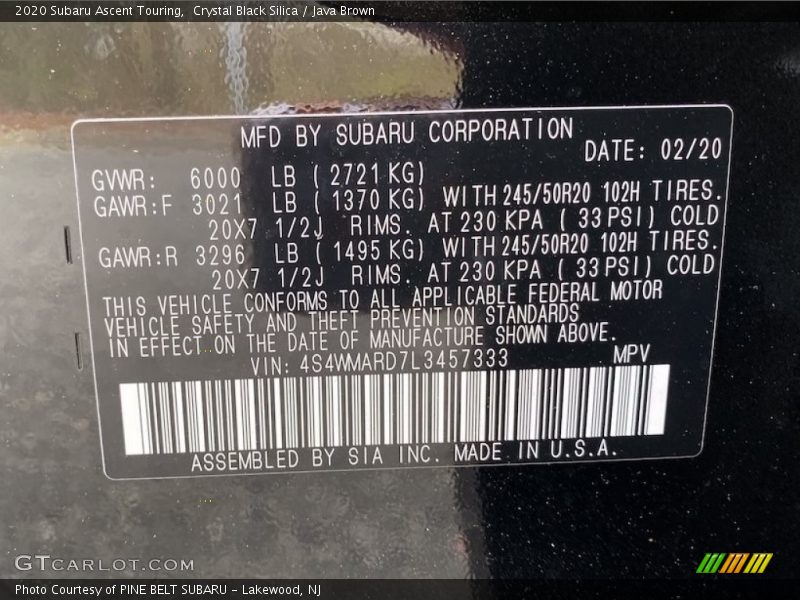 2020 Subaru Ascent Touring, Crystal Black Silica / Java Brown
MFD BY SUBARU CORPORATION
DATE: 02/20
GVWR: 6000 LB ( 2721 KG)
GAWR:F 3021 LB ( 1370 KG) WITH 245/50R20 102H TIRES.
20X7 1/2J RIMS. AT 230 KPA ( 33 PSI) COLD
GAWR:R 3296 LB ( 1495 KG) WITH 245/50R20 102H TIRES.
20X7 1/2J RIMS. AT 230 KPA ( 33 PSI) COLD
THIS VEHICLE CONFORMS TO ALL APPLICABLE FEDERAL MOTOR
VEHICLE SAFETY AND THEFT PREVENTION STANDARDS
IN EFFECT ON THE DATE OF MANUFACTURE SHOWN ABOVE.
VIN: 4S4WMARD7L3457333 MPV
ASSEMBLED BY SIA INC. MADE IN U.S.A.
GTCARLOT.COM
Photo Courtesy of PINE BELT SUBARU - Lakewood, NJ